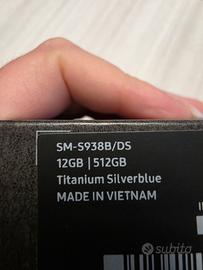 SM-S938B/DS
12GB | 512GB
Titanium Silverblue
MADE IN VIETNAM
subito